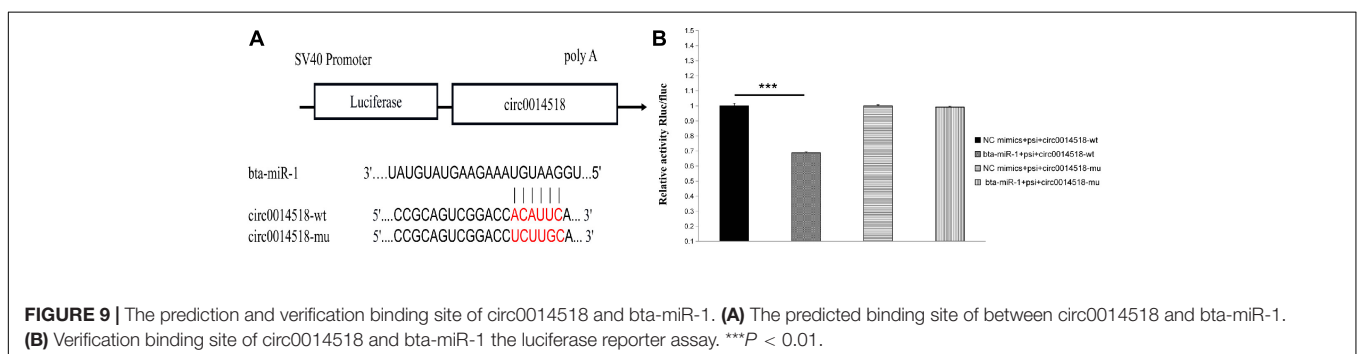 A
SV40 Promoter
poly A
Luciferase
circ0014518
bta-miR-1 3'....UAUGUAUGAAGAAAUGUAAGGU...5'
circ0014518-wt 5'....CCGCAGUCGGACCACAUUCA... 3'
circ0014518-mu 5'....CCGCAGUCGGACCUCUUGCA... 3'
B
Relative activity Rluc/fluc
1.5
1.4
1.3
1.2
1.1
1
0.9
0.8
0.7
0.6
0.5
0.4
0.3
0.2
0.1
***
NC mimics+psi+circ0014518-wt
bta-miR-1+psi+circ0014518-wt
NC mimics+psi+circ0014518-mu
bta-miR-1+psi+circ0014518-mu
FIGURE 9 | The prediction and verification binding site of circ0014518 and bta-miR-1. (A) The predicted binding site of between circ0014518 and bta-miR-1.
(B) Verification binding site of circ0014518 and bta-miR-1 the luciferase reporter assay. ***P < 0.01.